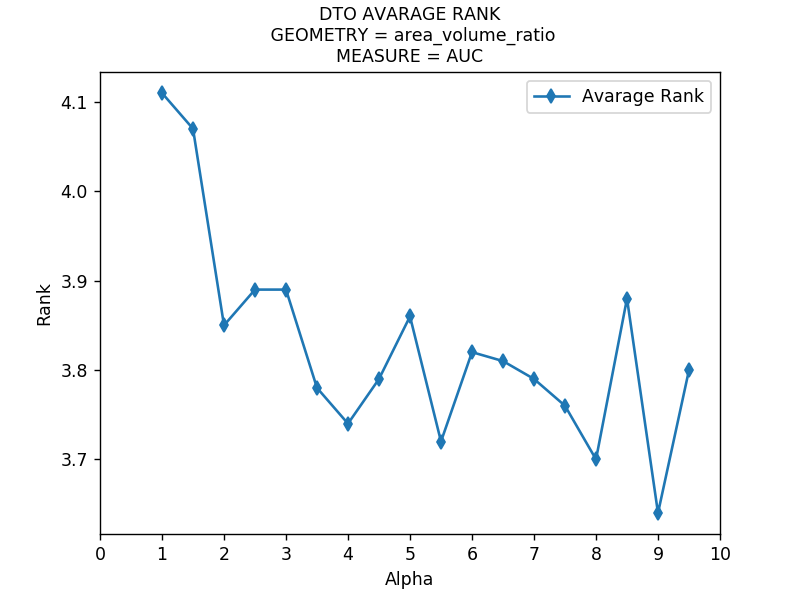 DTO AVARAGE RANK
GEOMETRY = area_volume_ratio
MEASURE = AUC
Avarage Rank
4.1
4.0
3.9
3.8
3.7
Rank
0 1 2 3 4 5 6 7 8 9 10
Alpha